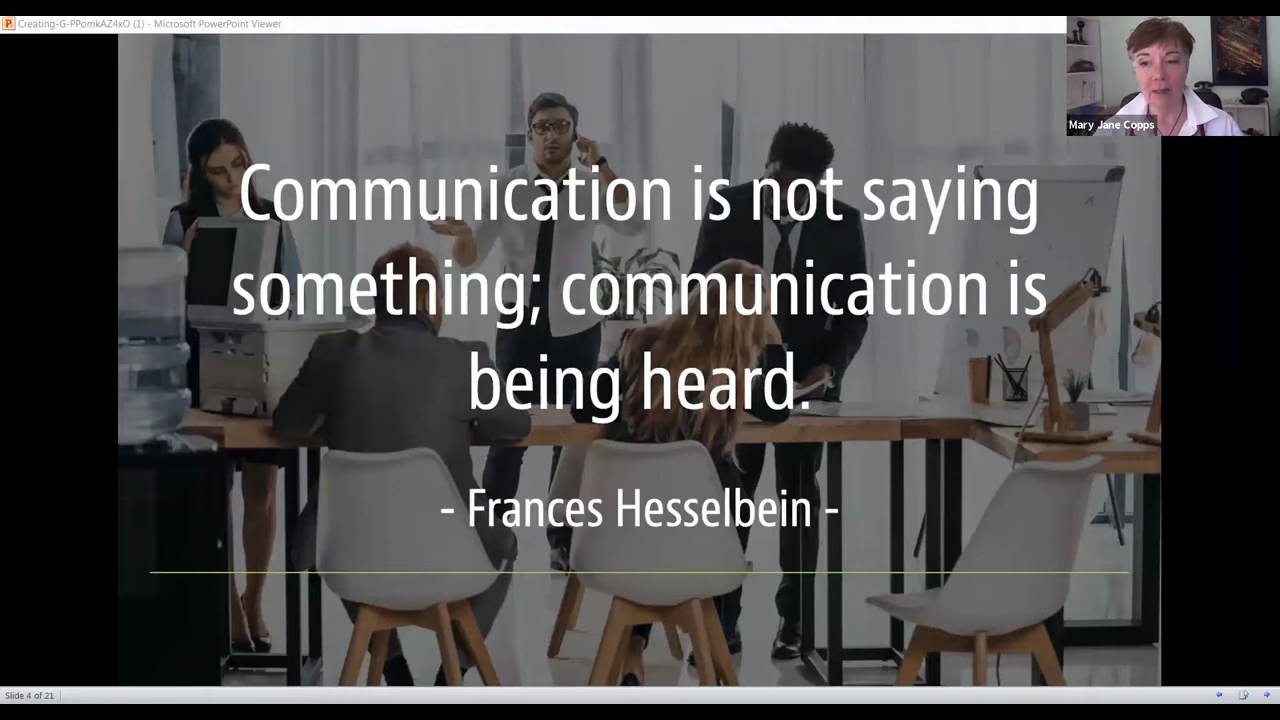 Creating-G-PPomkAZ4xO (1) - Microsoft PowerPoint Viewer
Mary Jane Copps
Communication is not saying
something; communication is
being heard.
- Frances Hesselbein -
Slide 4 of 21